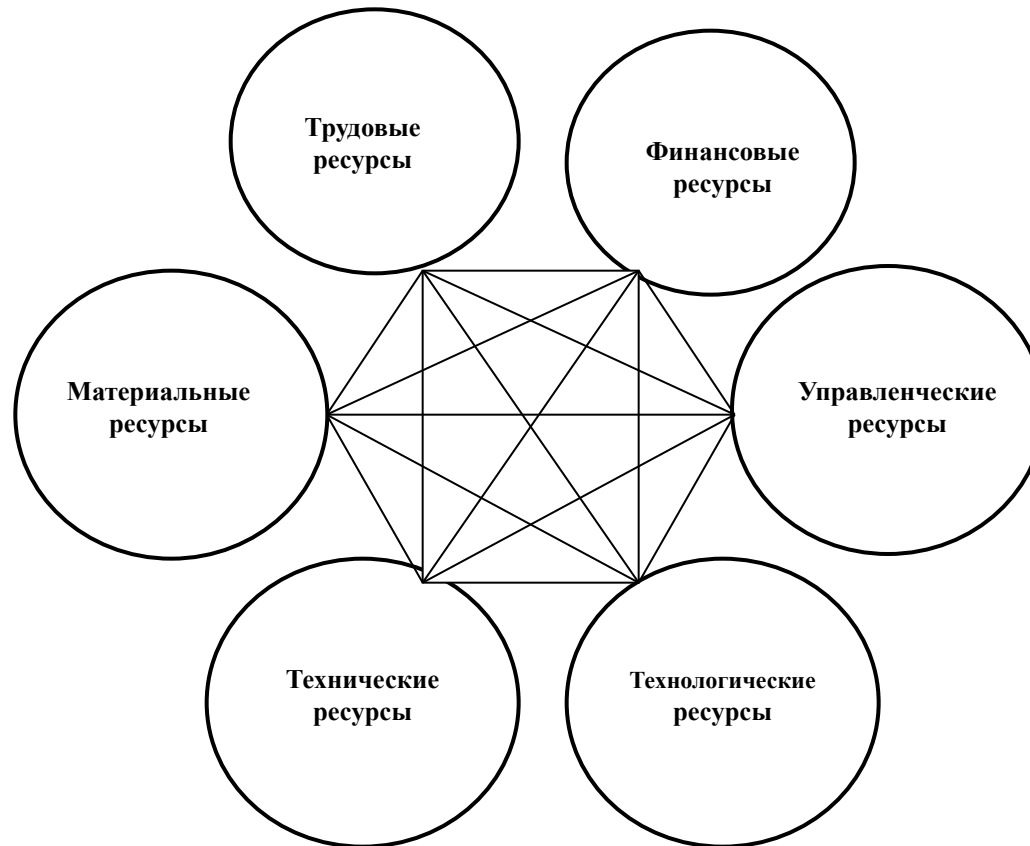 Трудовые
ресурсы
Финансовые
ресурсы
Материальные
ресурсы
Управленческие
ресурсы
Технические
ресурсы
Технологические
ресурсы